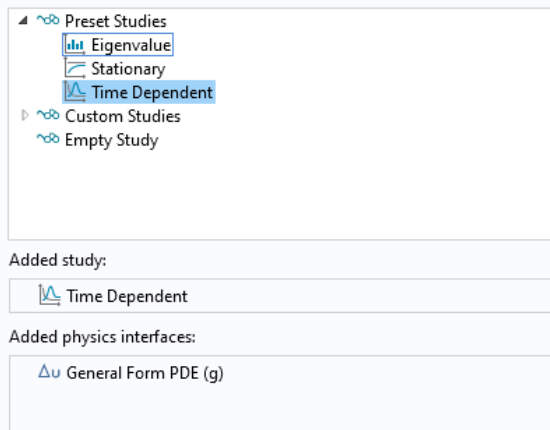 Preset Studies
Eigenvalue
Stationary
Time Dependent
Custom Studies
Empty Study
Added study:
Time Dependent
Added physics interfaces:
Δu General Form PDE (g)